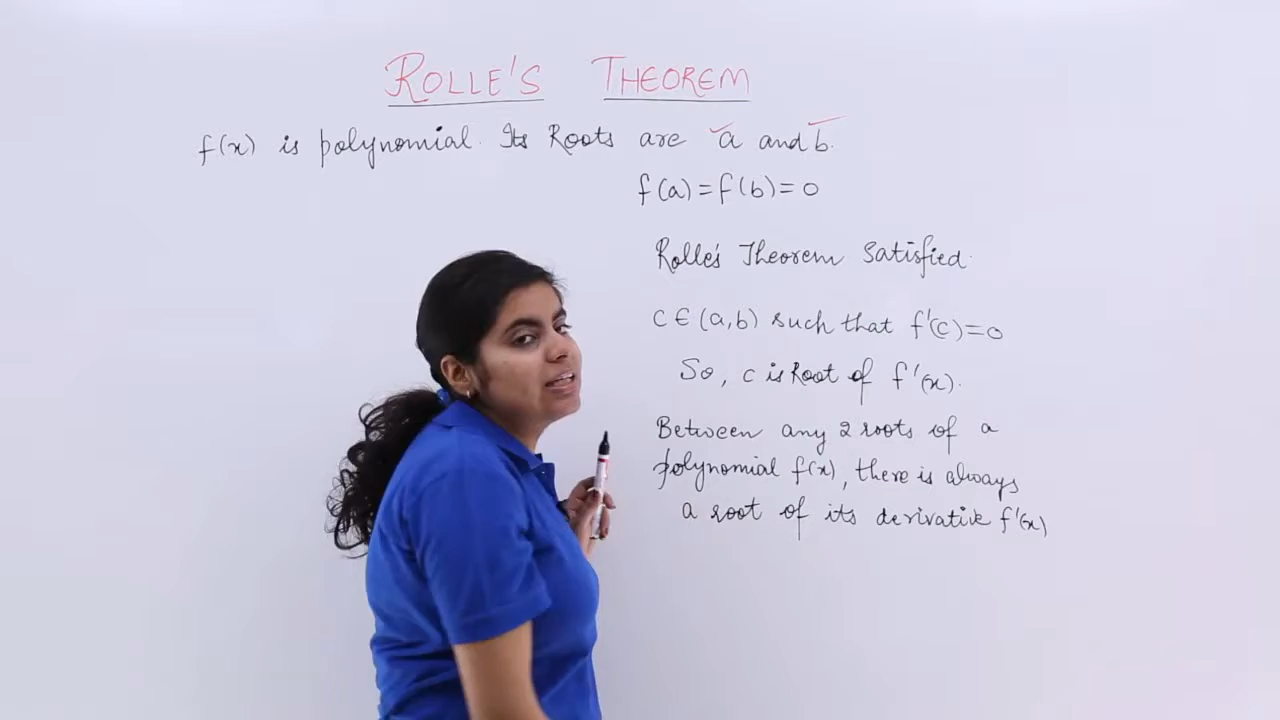 ROLLE'S THEOREM
f(x) is polynomial. Its Roots are a and b.
f(a)=f(b)=0
Rolle's Theorem Satisfied.
c∈(a,b) such that f'(c)=0
So, c is Root of f'(x).
Between any 2 roots of a
polynomial f(x), there is always
a root of its derivative f'(x)